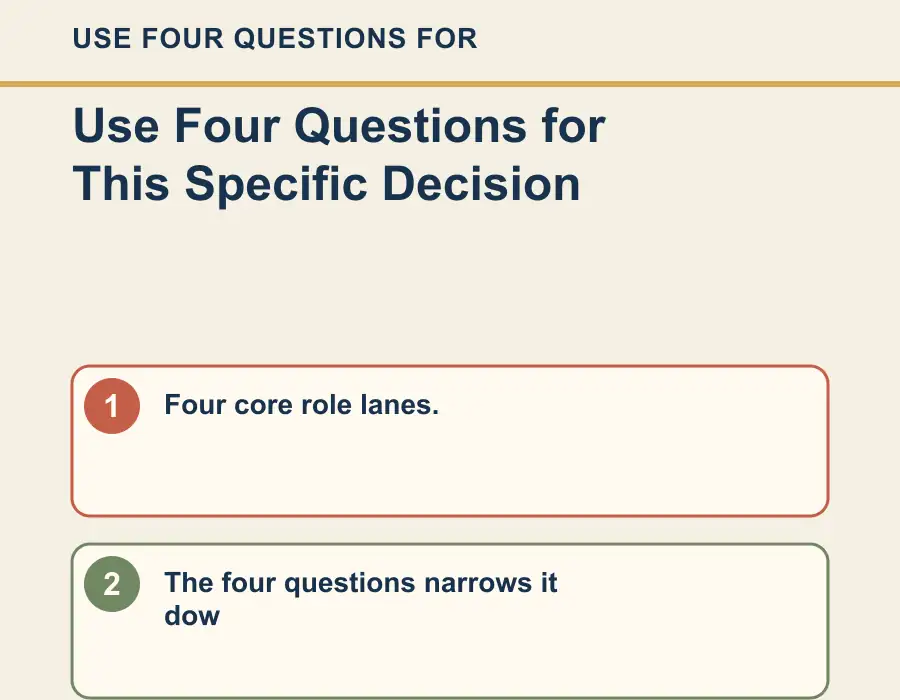 USE FOUR QUESTIONS FOR
Use Four Questions for
This Specific Decision
1
Four core role lanes.
2
The four questions narrows it
dow